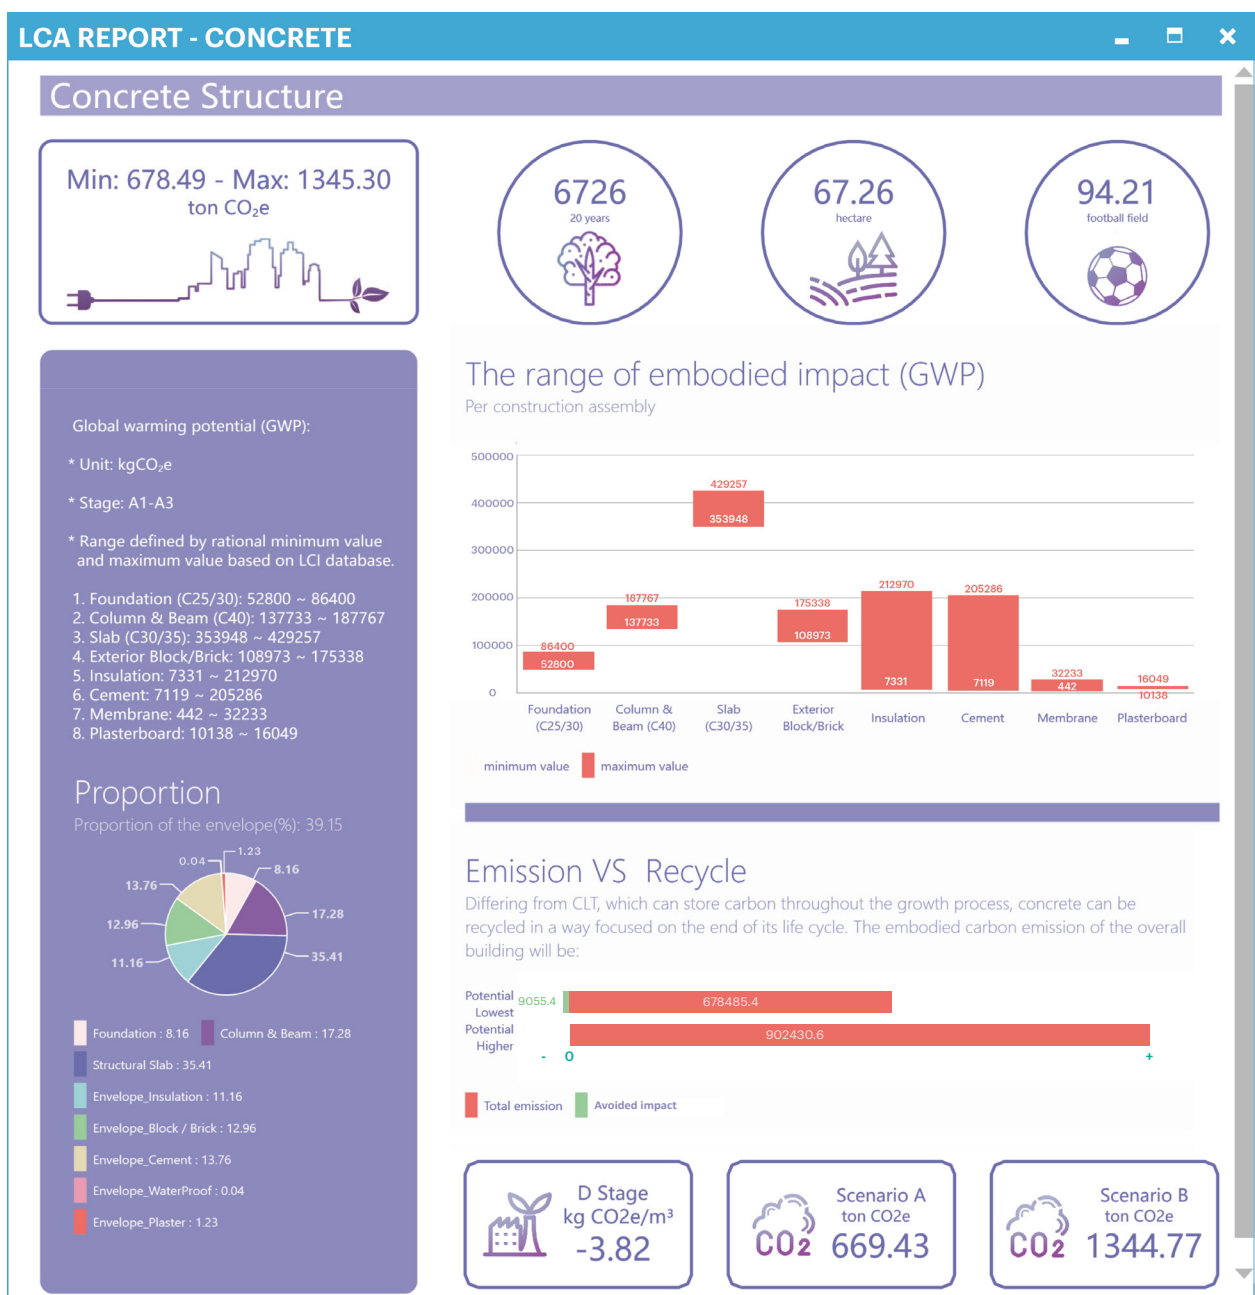 LCA REPORT - CONCRETE
Concrete Structure
Min: 678.49 - Max: 1345.30
ton CO₂e
6726
20 years
67.26
hectare
94.21
football field
Global warming potential (GWP):
* Unit: kgCO₂e
* Stage: A1-A3
* Range defined by rational minimum value
and maximum value based on LCI database.
1. Foundation (C25/30): 52800 ~ 86400
2. Column & Beam (C40): 137733 ~ 187767
3. Slab (C30/35): 353948 ~ 429257
4. Exterior Block/Brick: 108973 ~ 175338
5. Insulation: 7331 ~ 212970
6. Cement: 7119 ~ 205286
7. Membrane: 442 ~ 32233
8. Plasterboard: 10138 ~ 16049
Proportion
Proportion of the envelope(%): 39.15
1.23
0.04
8.16
13.76
17.28
12.96
35.41
11.16
Foundation : 8.16
Column & Beam : 17.28
Structural Slab : 35.41
Envelope_Insulation : 11.16
Envelope_Block / Brick : 12.96
Envelope_Cement : 13.76
Envelope_WaterProof : 0.04
Envelope_Plaster : 1.23
The range of embodied impact (GWP)
Per construction assembly
500000
400000
300000
200000
100000
0
86400
52800
187767
137733
429257
353948
175338
108973
212970
7331
205286
7119
32233
442
16049
10138
Foundation
(C25/30)
Column &
Beam (C40)
Slab
(C30/35)
Exterior
Block/Brick
Insulation
Cement
Membrane
Plasterboard
minimum value
maximum value
Emission VS Recycle
Differing from CLT, which can store carbon throughout the growth process, concrete can be
recycled in a way focused on the end of its life cycle. The embodied carbon emission of the overall
building will be:
Potential
Lowest
9055.4
678485.4
Potential
Higher
902430.6
-
0
+
Total emission
Avoided impact
D Stage
kg CO2e/m³
-3.82
CO2
Scenario A
ton CO2e
669.43
CO2
Scenario B
ton CO2e
1344.77